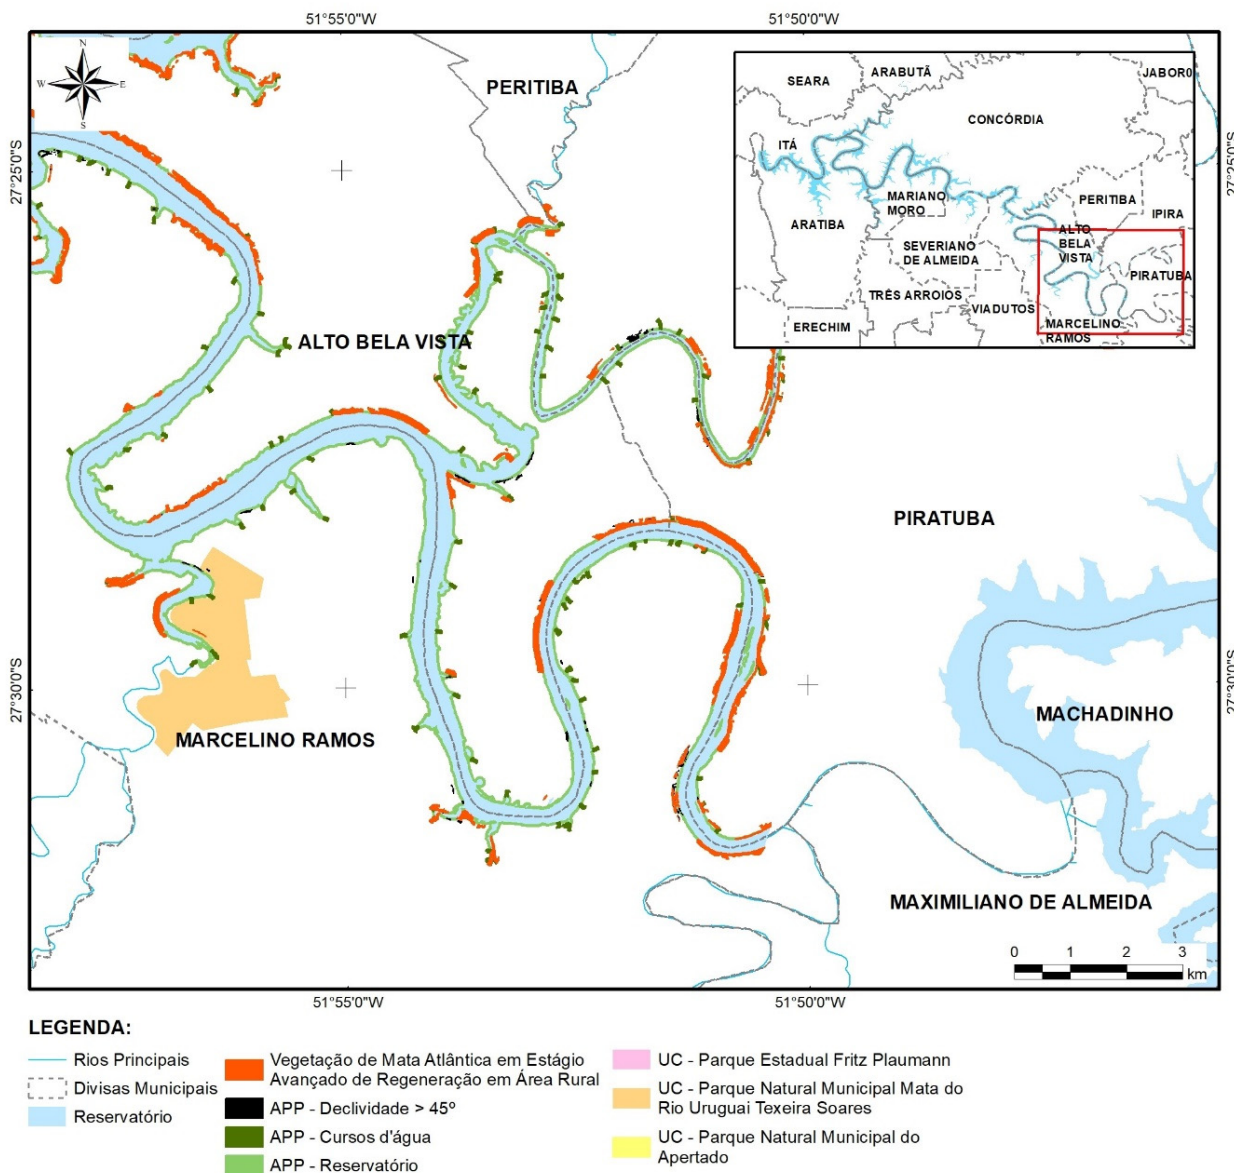 51°55'0"W
51°50'0"W
N
W
E
S
PERITIBA
SEARA
ARABUTÃ
JABORÓ
CONCÓRDIA
ITÁ
27°25'0"S
27°25'0"S
MARIANO
MORO
PERITIBA
IPIRA
ARATIBA
ALTO
BELA
VISTA
SEVERIANO
DE ALMEIDA
PIRATUBA
TRÊS ARROIOS
VIADUTOS
ERECHIM
MARCELINO
RAMOS
ALTO BELA VISTA
PIRATUBA
27°30'0"S
27°30'0"S
MACHADINHO
MARCELINO RAMOS
MAXIMILIANO DE ALMEIDA
0 1 2 3
km
51°55'0"W
51°50'0"W
LEGENDA:
Rios Principais
Divisas Municipais
Reservatório
Vegetação de Mata Atlântica em Estágio
Avançado de Regeneração em Área Rural
APP - Declividade > 45º
APP - Cursos d'água
APP - Reservatório
UC - Parque Estadual Fritz Plaumann
UC - Parque Natural Municipal Mata do
Rio Uruguai Texeira Soares
UC - Parque Natural Municipal do
Apertado